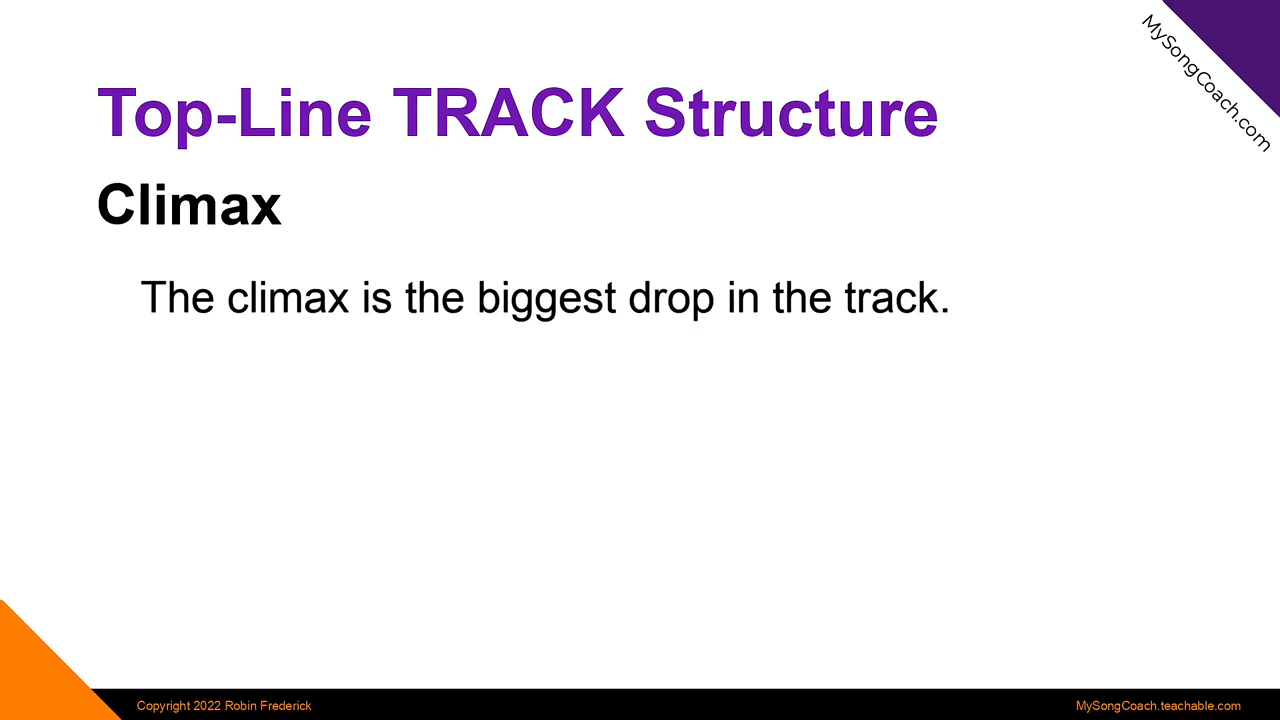 MySongCoach.com
Top-Line TRACK Structure
Climax
The climax is the biggest drop in the track.
Copyright 2022 Robin Frederick
MySongCoach.teachable.com